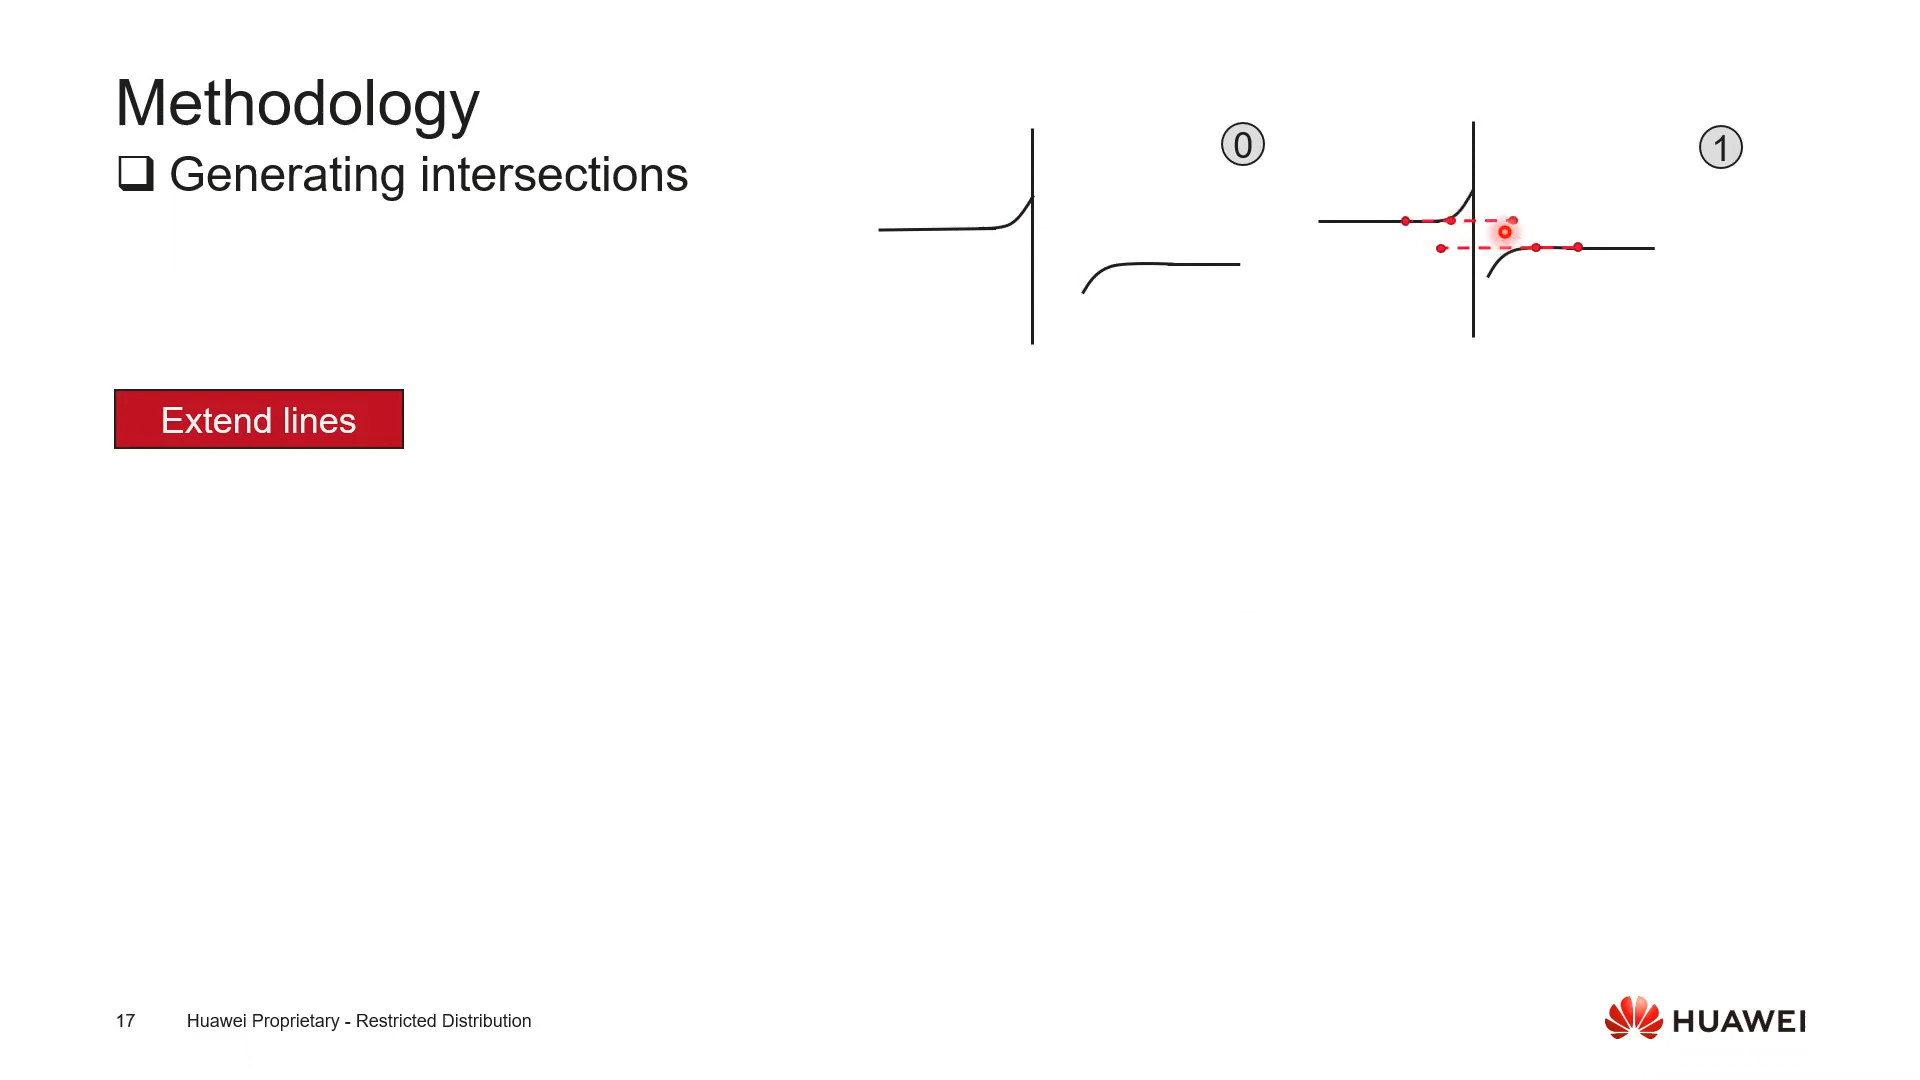 Methodology
Generating intersections
0
1
Extend lines
17
Huawei Proprietary - Restricted Distribution
HUAWEI